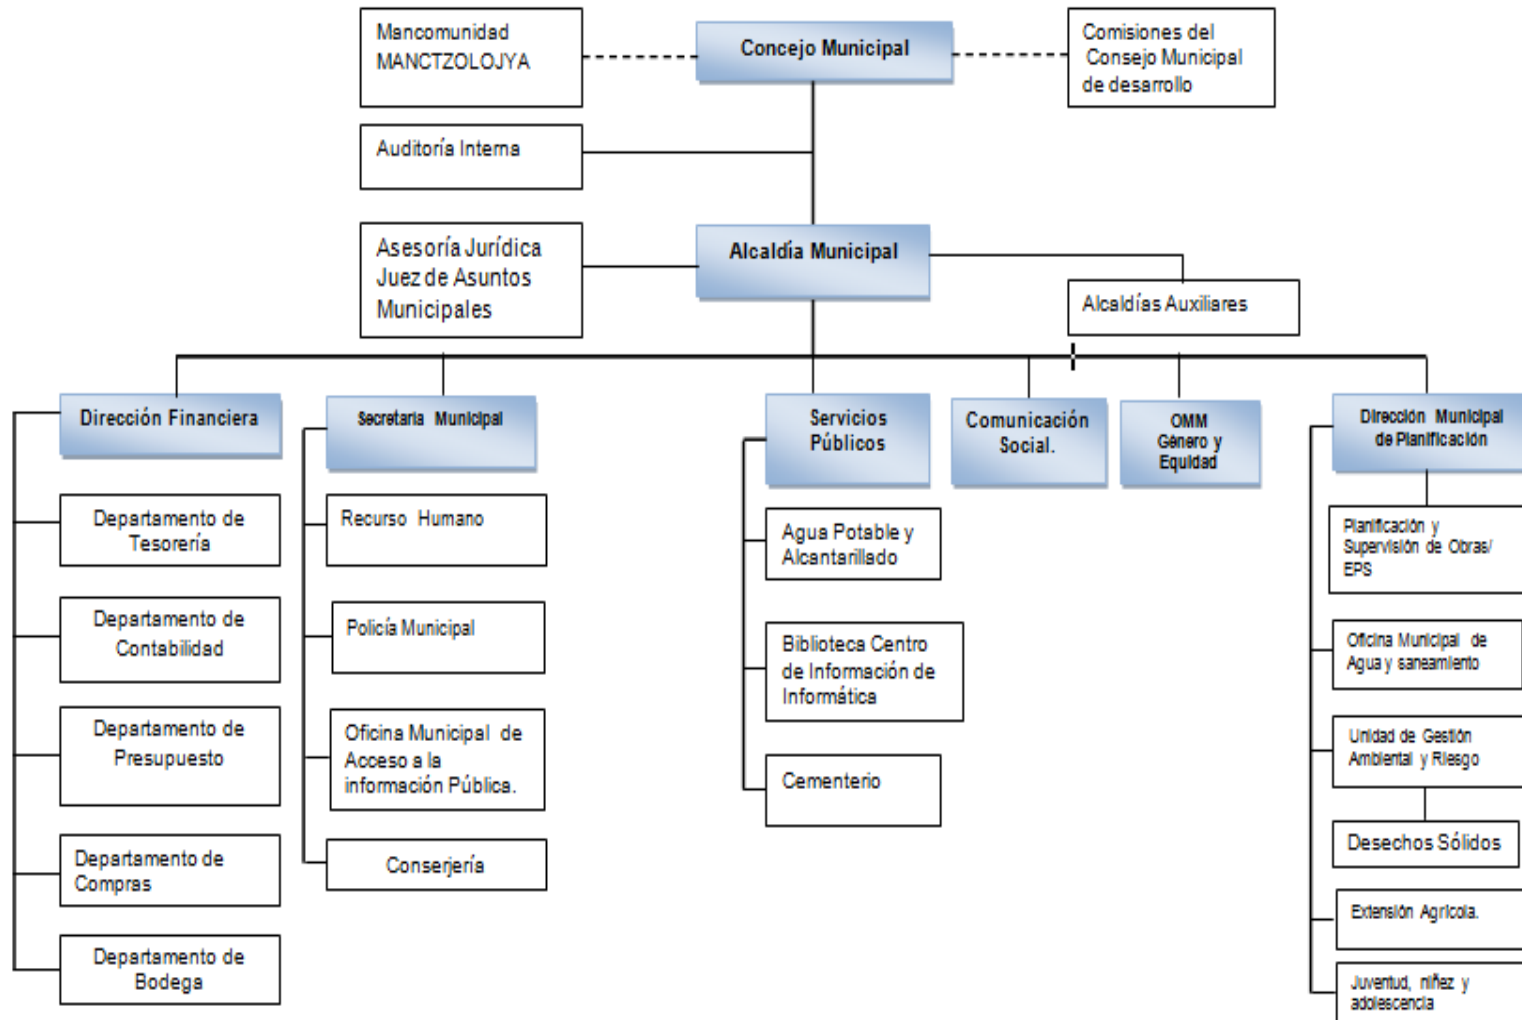 Mancomunidad
MANCTZOLOJYA
Concejo Municipal
Comisiones del
Consejo Municipal
de desarrollo
Auditoría Interna
Asesoría Jurídica
Juez de Asuntos
Municipales
Alcaldía Municipal
Alcaldías Auxiliares
Dirección Financiera
Secretaria Municipal
Servicios
Públicos
Comunicación
Social.
OMM
Género y
Equidad
Dirección Municipal
de Planificación
Departamento de
Tesorería
Departamento de
Contabilidad
Departamento de
Presupuesto
Departamento de
Compras
Departamento de
Bodega
Recurso Humano
Policía Municipal
Oficina Municipal de
Acceso a la
información Pública.
Conserjería
Agua Potable y
Alcantarillado
Biblioteca Centro
de Información de
Informática
Cementerio
Planificación y
Supervisión de Obras/
EPS
Oficina Municipal de
Agua y saneamiento
Unidad de Gestión
Ambiental y Riesgo
Desechos Sólidos
Extensión Agrícola.
Juventud, niñez y
adolescencia